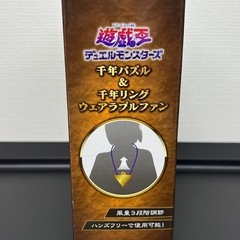 遊戯王
デュエルモンスターズ
千年パズル
&
千年リング
ウェアラブルファン
風量3段階調節
ハンズフリーで使用可能!